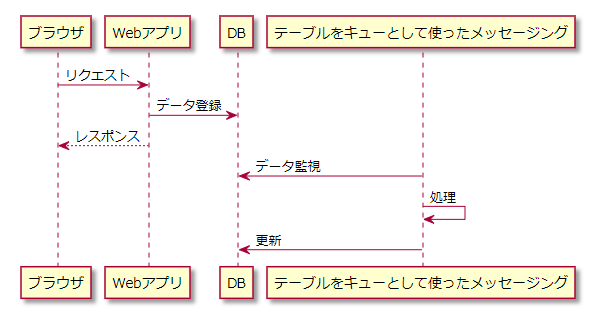 ブラウザ
Webアプリ
DB
テーブルをキューとして使ったメッセージング
リクエスト
データ登録
レスポンス
データ監視
処理
更新
ブラウザ
Webアプリ
DB
テーブルをキューとして使ったメッセージング